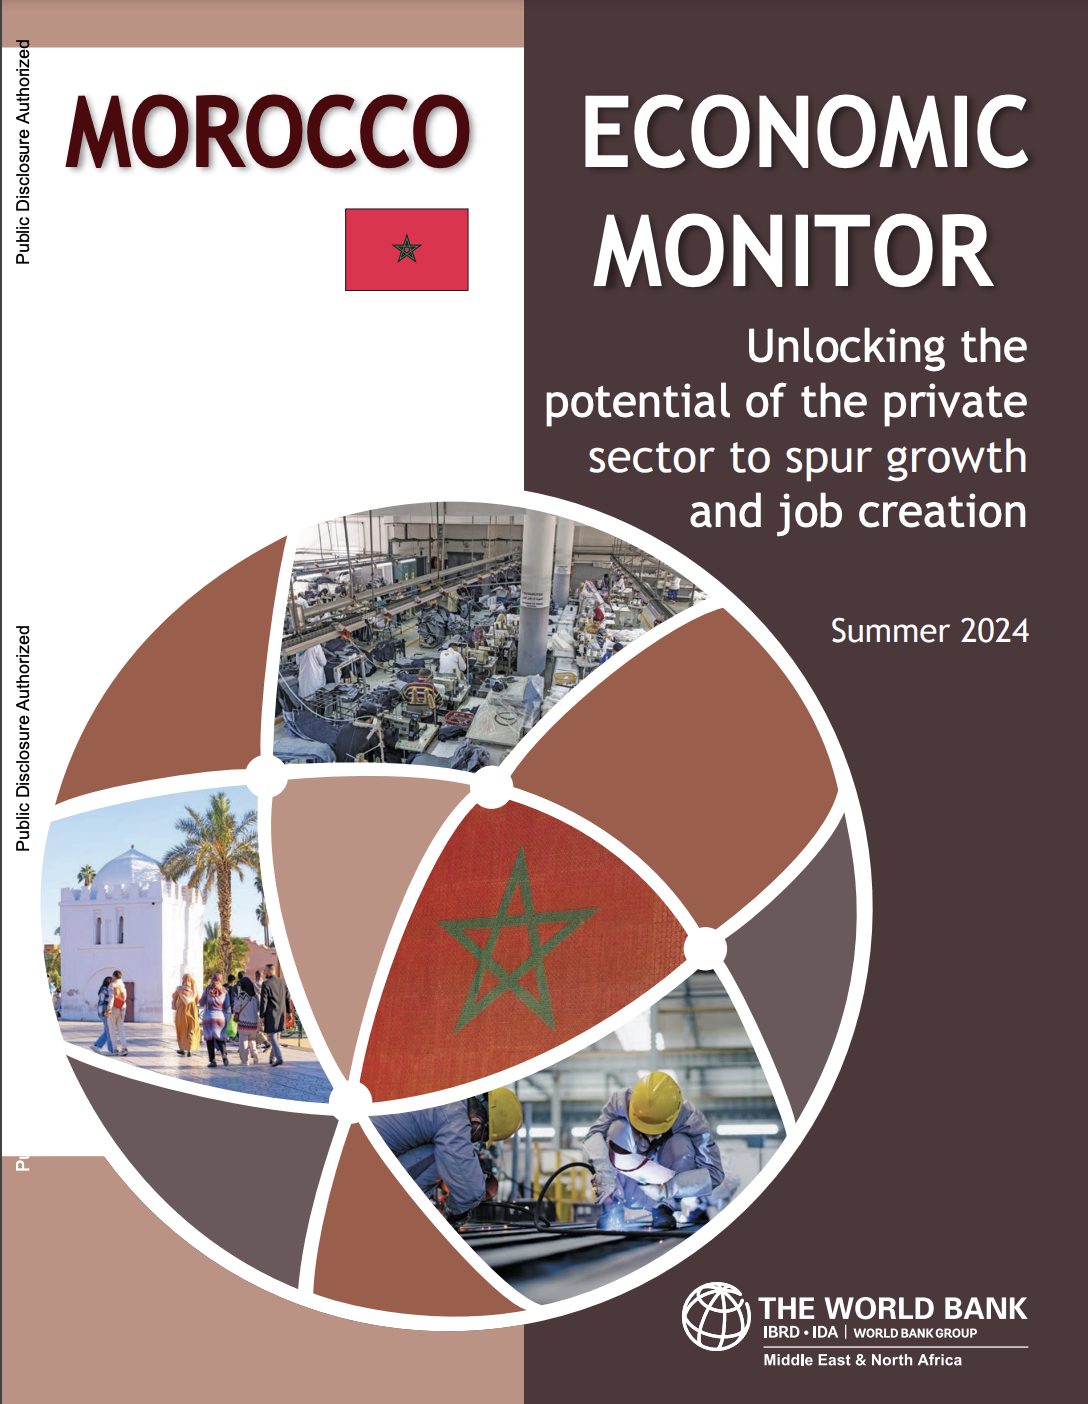 Public Disclosure Authorized
MOROCCO
ECONOMIC
MONITOR
Unlocking the
potential of the private
sector to spur growth
and job creation
Summer 2024
Public Disclosure Authorized
THE WORLD BANK
IBRD • IDA | WORLD BANK GROUP
Middle East & North Africa